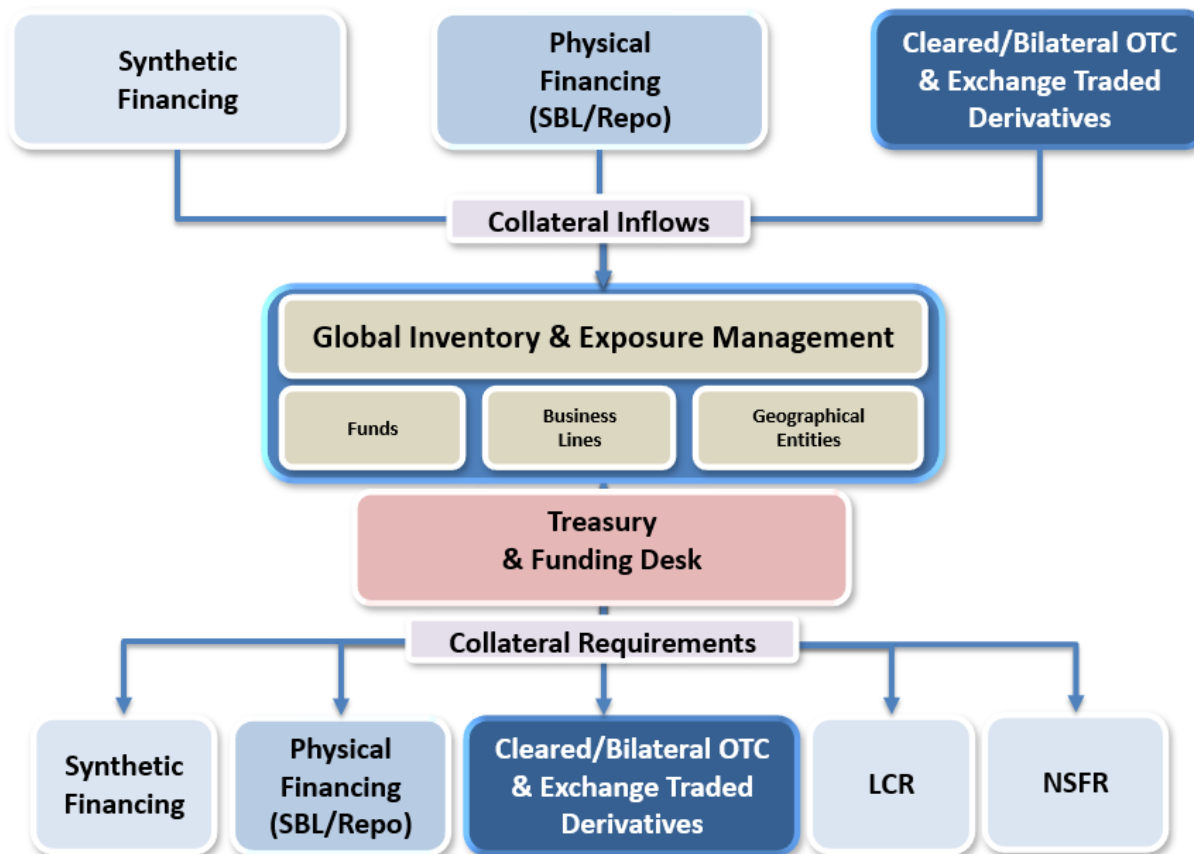 Synthetic
Financing
Physical
Financing
(SBL/Repo)
Cleared/Bilateral OTC
& Exchange Traded
Derivatives
Collateral Inflows
Global Inventory & Exposure Management
Funds
Business
Lines
Geographical
Entities
Treasury
& Funding Desk
Collateral Requirements
Synthetic
Financing
Physical
Financing
(SBL/Repo)
Cleared/Bilateral OTC
& Exchange Traded
Derivatives
LCR
NSFR